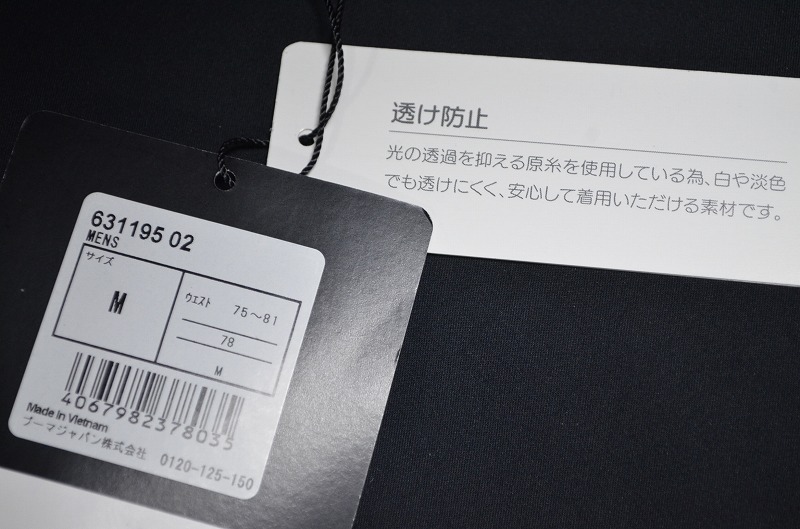 透け防止
光の透過を抑える原糸を使用している為、白や淡色
でも透けにくく、安心して着用いただける素材です。
631195 02
MENS
サイズ
M
ウエスト 75～81
78
M
4067982378035
Made in Vietnam
プーマジャパン株式会社 0120-125-150